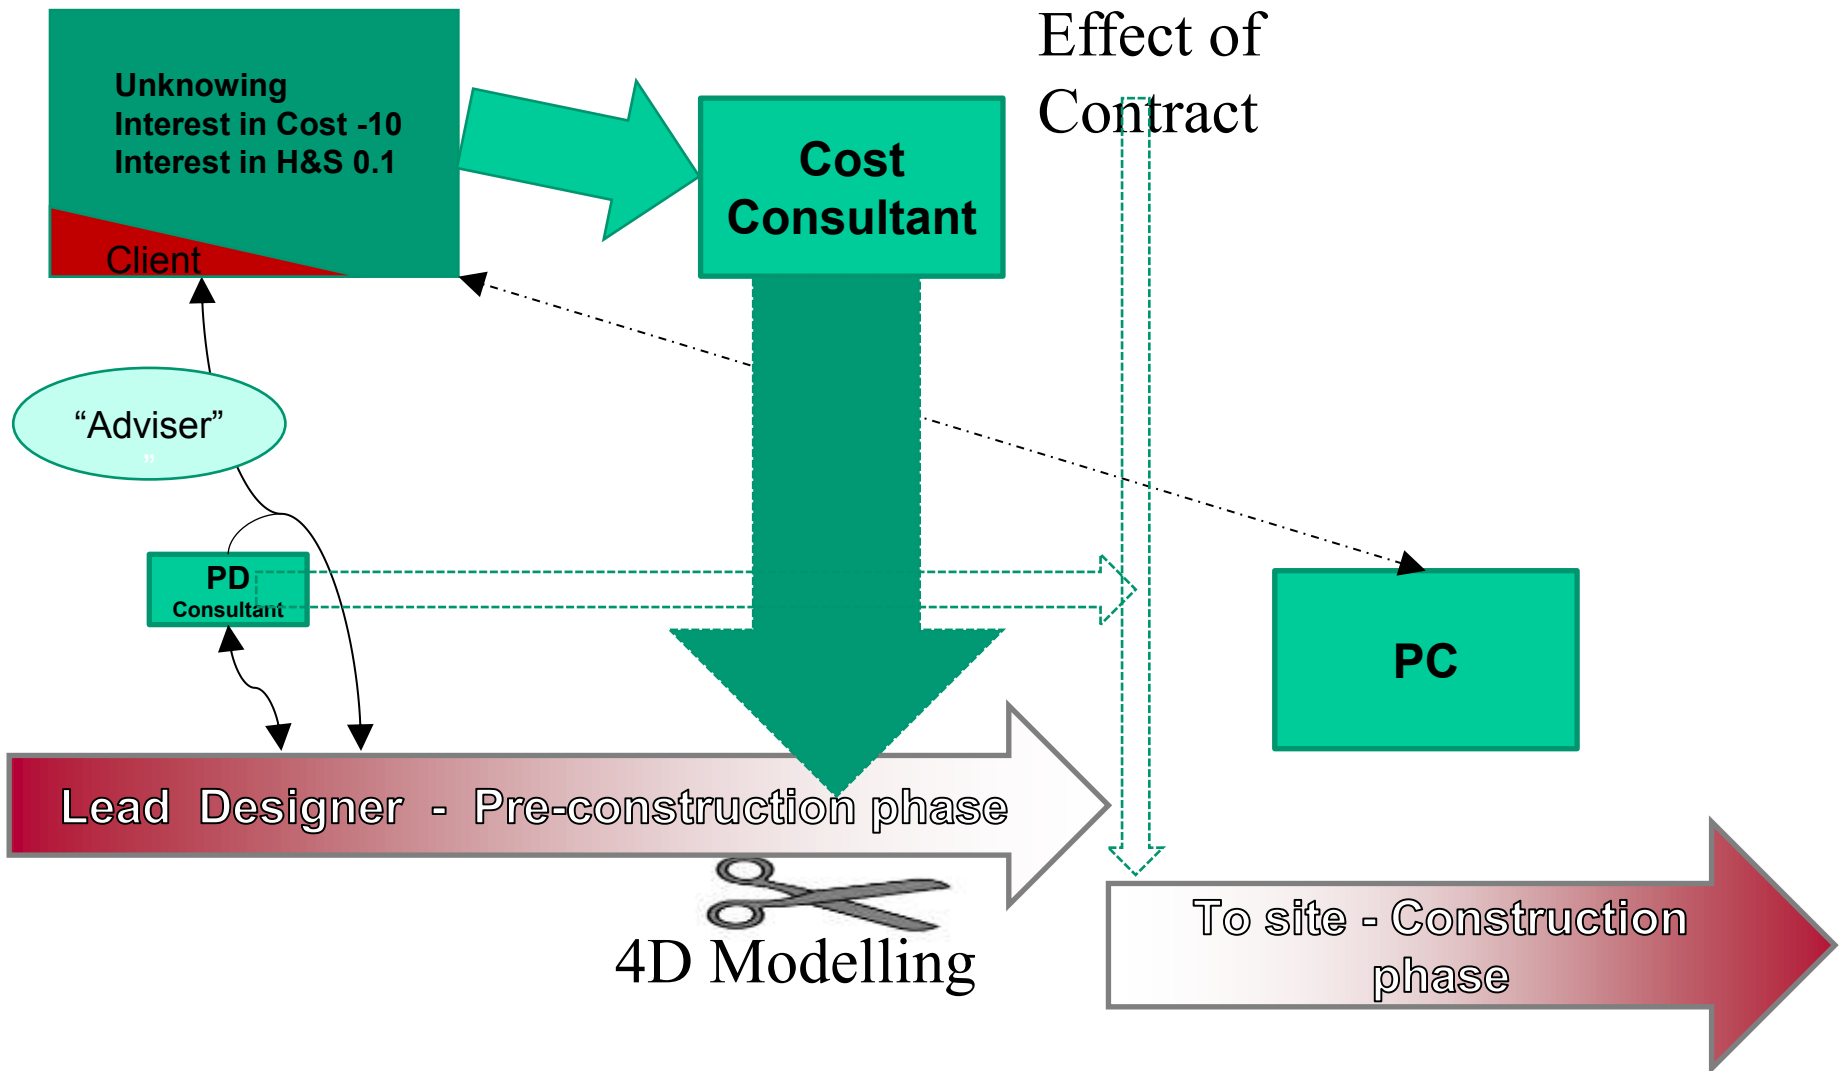 Unknowing
Interest in Cost -10
Interest in H&S 0.1
Client
Cost
Consultant
Effect of
Contract
“Adviser”
”
PD
Consultant
PC
Lead Designer - Pre-construction phase
4D Modelling
To site - Construction
phase